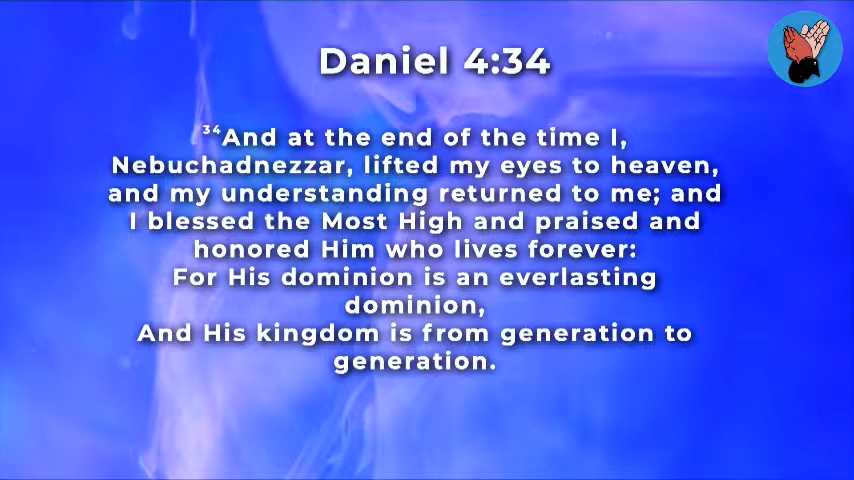 Daniel 4:34
³⁴And at the end of the time I,
Nebuchadnezzar, lifted my eyes to heaven,
and my understanding returned to me; and
I blessed the Most High and praised and
honored Him who lives forever:
For His dominion is an everlasting
dominion,
And His kingdom is from generation to
generation.